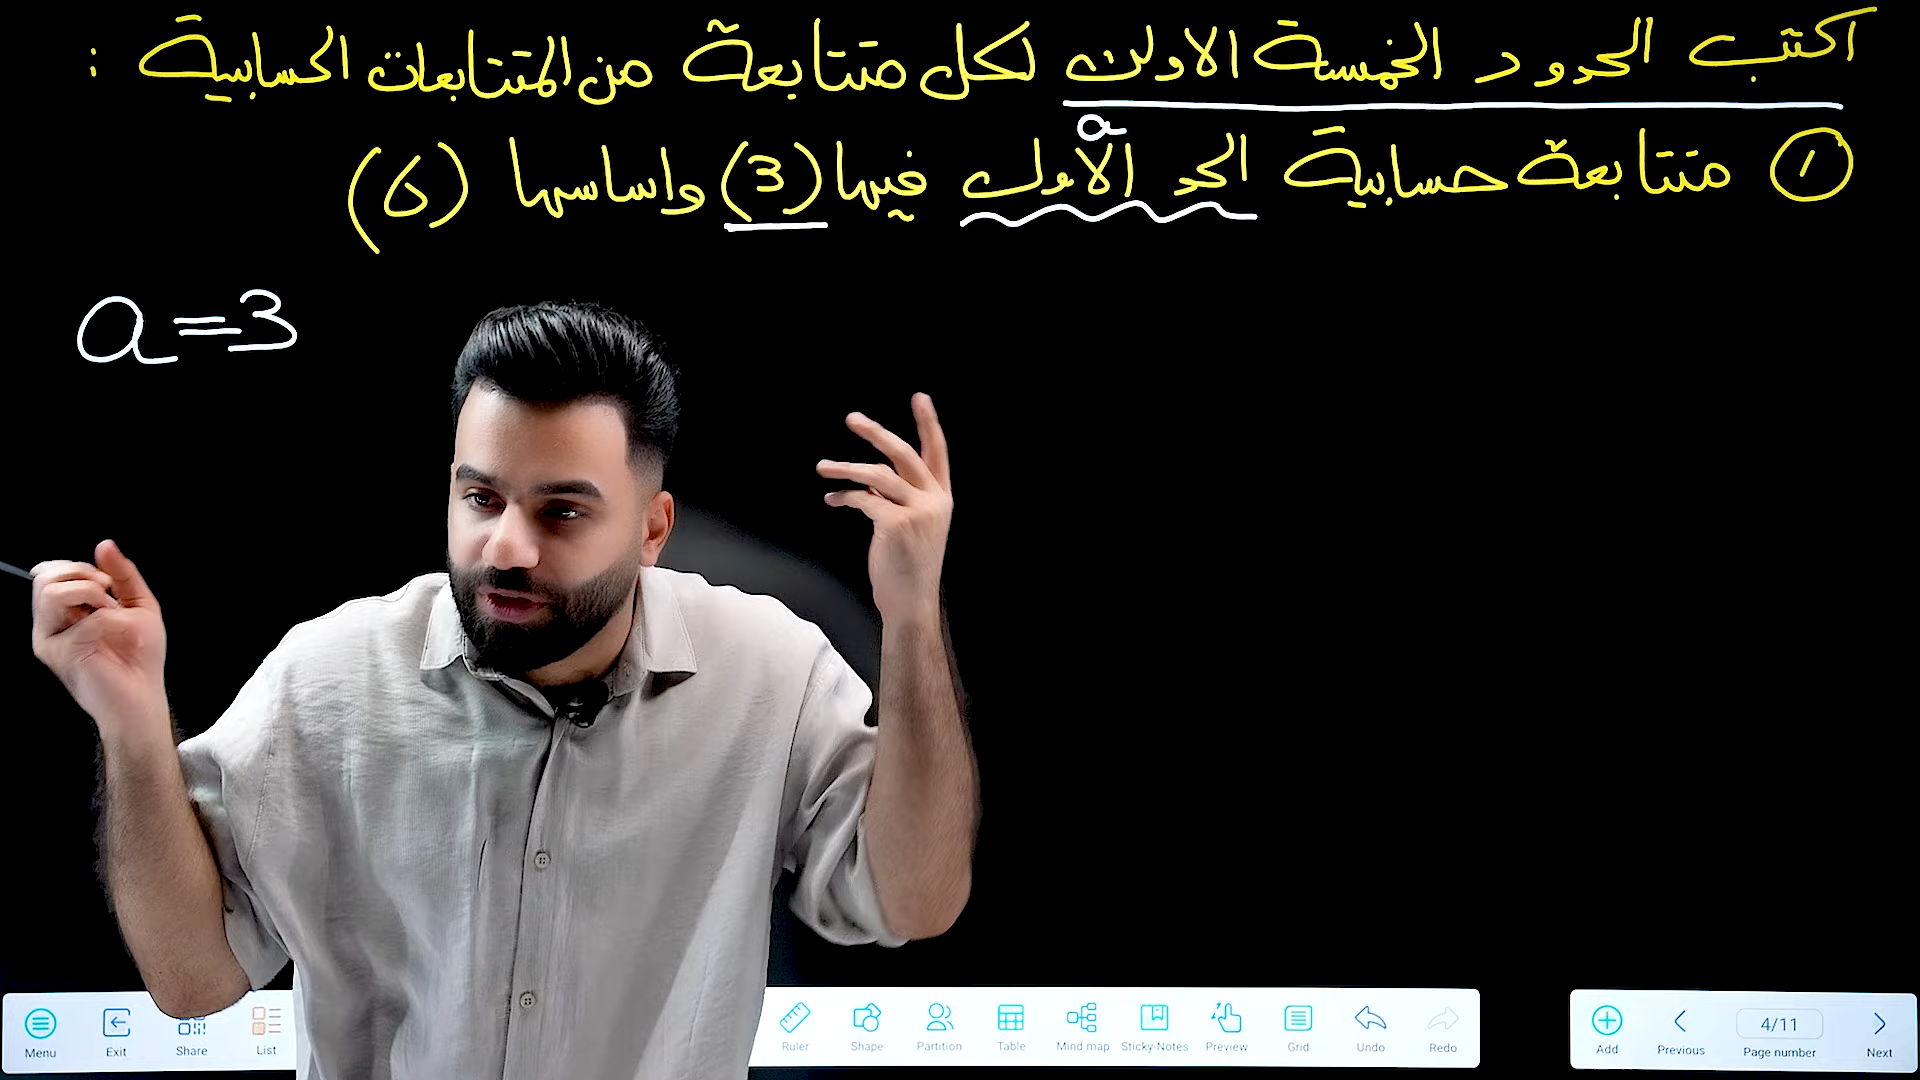 اكتب الحدود الخمسة الاولى لكل متتابعة من المتتابعات الحسابية :
① متتابعة حسابية الحد الأول فيها (3) واساسها (6)
a
a=3
Menu
Exit
Share
List
Ruler
Shape
Partition
Table
Mind map
Sticky-Notes
Preview
Grid
Undo
Redo
Add
Previous
4/11
Page number
Next